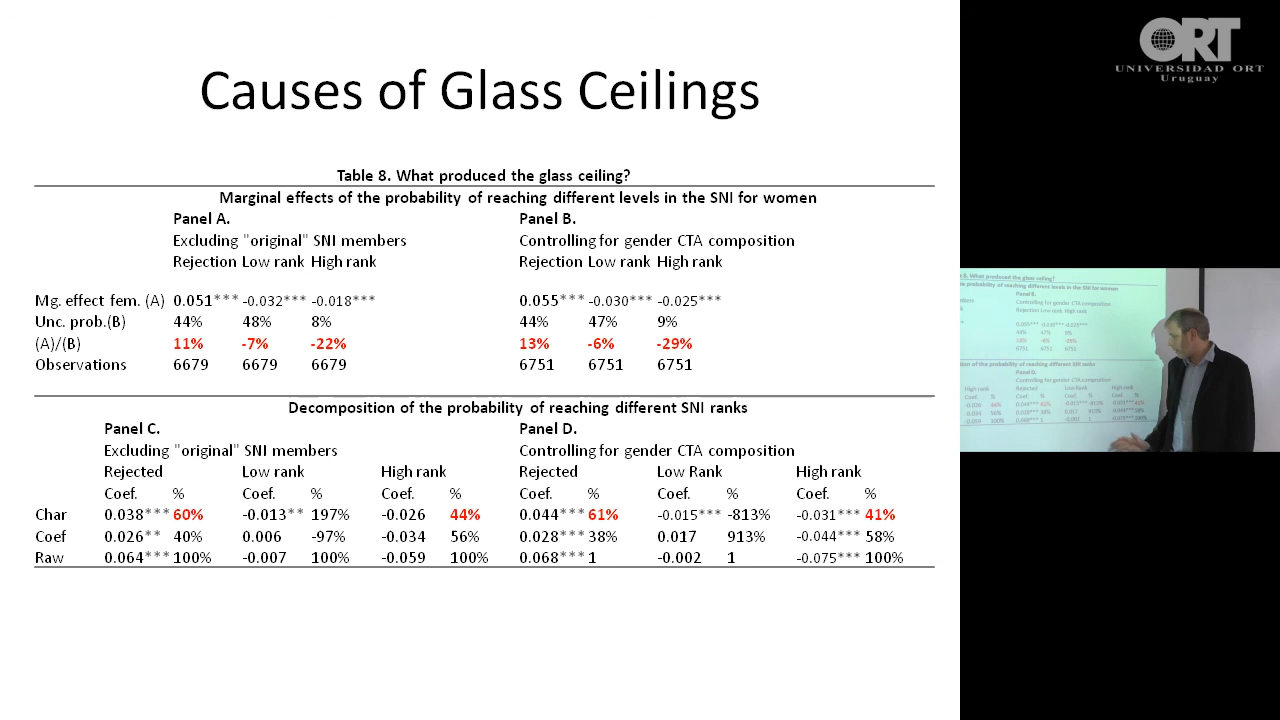 Causes of Glass Ceilings
Table 8. What produced the glass ceiling?
Marginal effects of the probability of reaching different levels in the SNI for women
Panel A. Panel B.
Excluding "original" SNI members Controlling for gender CTA composition
Rejection Low rank High rank Rejection Low rank High rank
Mg. effect fem. (A) 0.051*** -0.032*** -0.018*** 0.055*** -0.030*** -0.025***
Unc. prob.(B) 44% 48% 8% 44% 47% 9%
(A)/(B) 11% -7% -22% 13% -6% -29%
Observations 6679 6679 6679 6751 6751 6751
Decomposition of the probability of reaching different SNI ranks
Panel C. Panel D.
Excluding "original" SNI members Controlling for gender CTA composition
Rejected Low rank High rank Rejected Low Rank High rank
Coef. % Coef. % Coef. % Coef. % Coef. % Coef. %
Char 0.038*** 60% -0.013** 197% -0.026 44% 0.044*** 61% -0.015*** -813% -0.031*** 41%
Coef 0.026** 40% 0.006 -97% -0.034 56% 0.028*** 38% 0.017 913% -0.044*** 58%
Raw 0.064*** 100% -0.007 100% -0.059 100% 0.068*** 1 -0.002 1 -0.075*** 100%
ORT
UNIVERSIDAD ORT
Uruguay